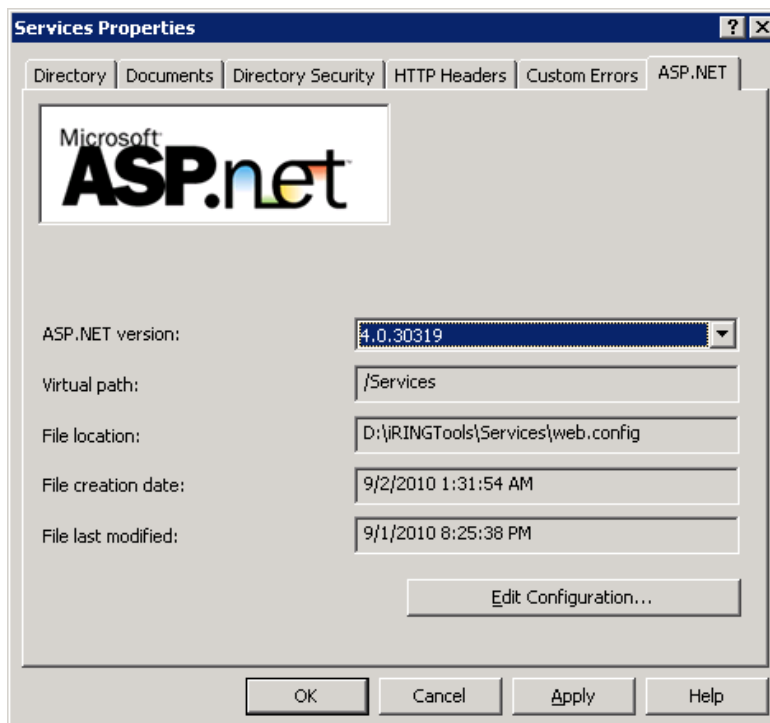 Services Properties
Directory Documents Directory Security HTTP Headers Custom Errors ASP.NET
Microsoft
ASP.net
ASP.NET version: 4.0.30319
Virtual path: /Services
File location: D:\iRINGTools\Services\web.config
File creation date: 9/2/2010 1:31:54 AM
File last modified: 9/1/2010 8:25:38 PM
Edit Configuration...
OK Cancel Apply Help